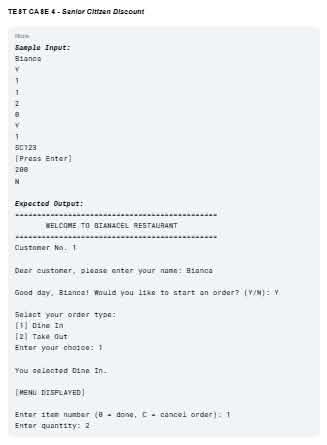 TEST CASE 4 - Senior Citizen Discount
More
Sample Input:
Bianca
Y
1
1
2
0
Y
1
SC123
[Press Enter]
200
N
Expected Output:
===============================================
WELCOME TO GIANACEL RESTAURANT
===============================================
Customer No. 1
Dear customer, please enter your name: Bianca
Good day, Bianca! Would you like to start an order? (Y/N): Y
Select your order type:
[1] Dine In
[2] Take Out
Enter your choice: 1
You selected Dine In.
[MENU DISPLAYED]
Enter item number (0 = done, C = cancel order): 1
Enter quantity: 2